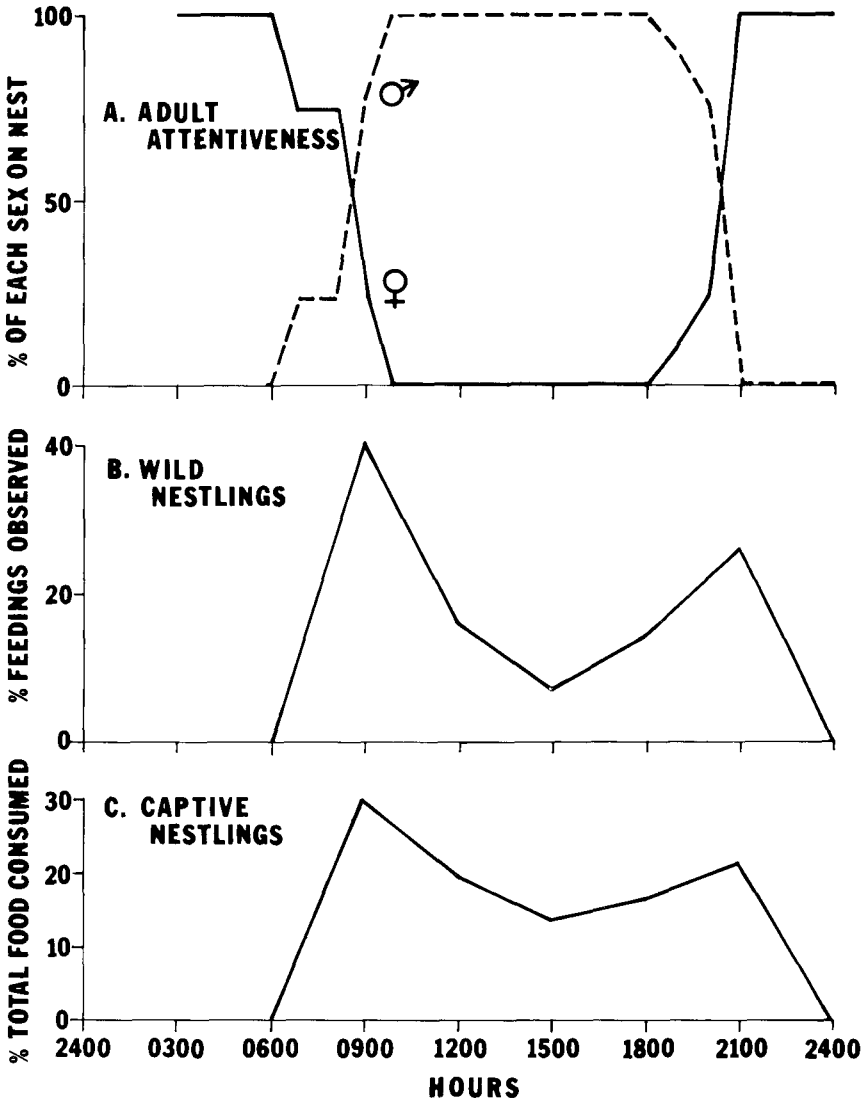 % OF EACH SEX ON NEST
100
50
0
A. ADULT
ATTENTIVENESS
♂
♀
% FEEDINGS OBSERVED
40
20
0
B. WILD
NESTLINGS
% TOTAL FOOD CONSUMED
30
20
10
0
C. CAPTIVE
NESTLINGS
2400 0300 0600 0900 1200 1500 1800 2100 2400
HOURS